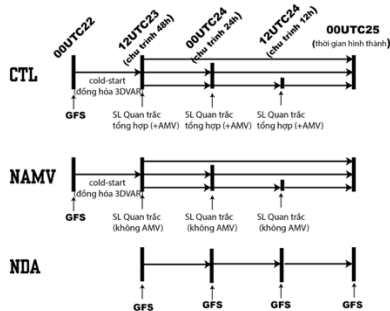 00UTC22
12UTC23
(chu trình 48h)
00UTC24
(chu trình 24h)
12UTC24
(chu trình 12h)
00UTC25
(thời gian hình thành)
CTL
cold-start
đồng hóa 3DVAR
GFS
SL Quan trắc
tổng hợp (+AMV)
SL Quan trắc
tổng hợp (+AMV)
SL Quan trắc
tổng hợp (+AMV)
NAMV
cold-start
đồng hóa 3DVAR
GFS
SL Quan trắc
(không AMV)
SL Quan trắc
(không AMV)
SL Quan trắc
(không AMV)
NDA
GFS
GFS
GFS
GFS